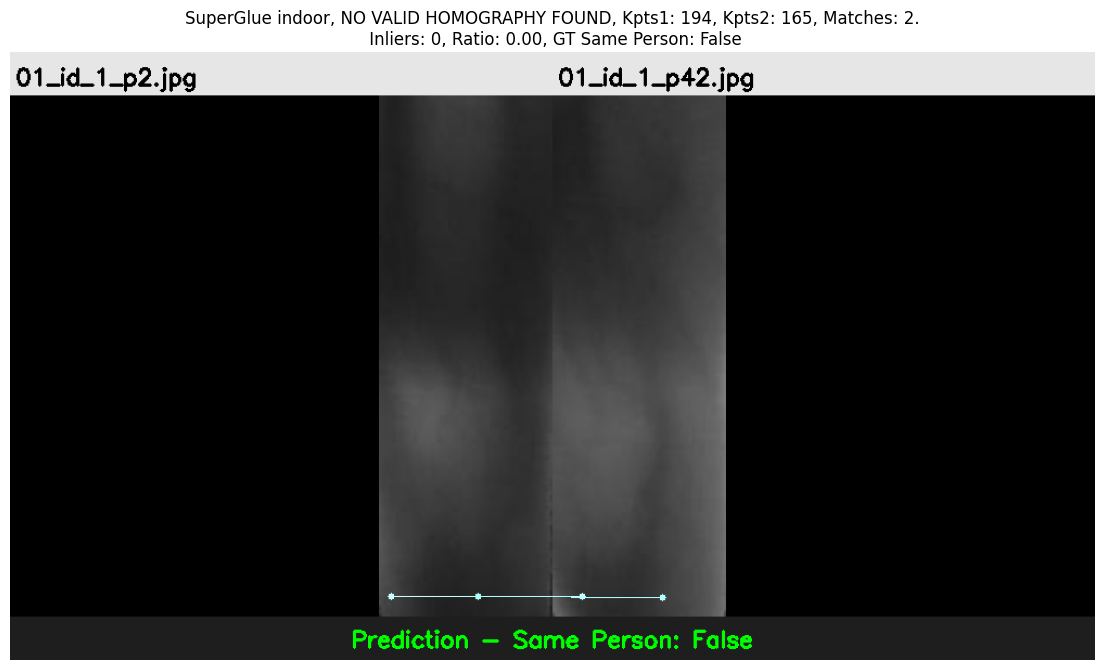 SuperGlue indoor, NO VALID HOMOGRAPHY FOUND, Kpts1: 194, Kpts2: 165, Matches: 2.
Inliers: 0, Ratio: 0.00, GT Same Person: False
01_id_1_p2.jpg
01_id_1_p42.jpg
Prediction - Same Person: False